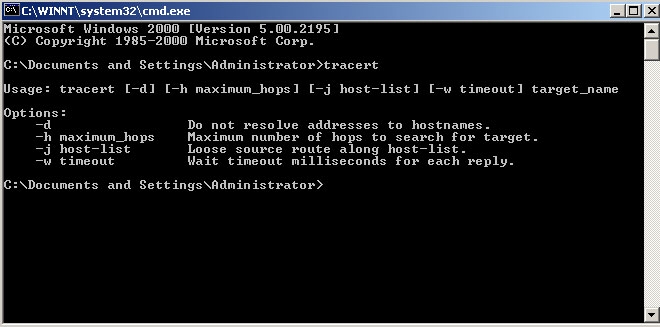 C:\WINNT\system32\cmd.exe
Microsoft Windows 2000 [Version 5.00.2195]
(C) Copyright 1985-2000 Microsoft Corp.
C:\Documents and Settings\Administrator>tracert
Usage: tracert [-d] [-h maximum_hops] [-j host-list] [-w timeout] target_name
Options:
    -d                 Do not resolve addresses to hostnames.
    -h maximum_hops    Maximum number of hops to search for target.
    -j host-list       Loose source route along host-list.
    -w timeout         Wait timeout milliseconds for each reply.
C:\Documents and Settings\Administrator>